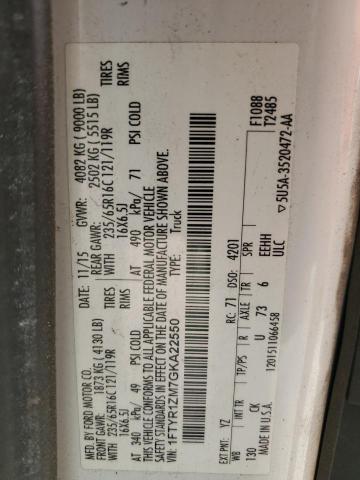 MFD. BY FORD MOTOR CO.
DATE: 11/15 GVWR: 4082 KG ( 9000 LB)
FRONT GAWR: 1873 KG ( 4130 LB) REAR GAWR: 2502 KG ( 5515 LB)
WITH 235/65R16C 121/119R TIRES WITH 235/65R16C 121/119R TIRES
16X6.5J RIMS 16X6.5J RIMS
AT 340 kPa/ 49 PSI COLD AT 490 kPa/ 71 PSI COLD
THIS VEHICLE CONFORMS TO ALL APPLICABLE FEDERAL MOTOR VEHICLE
SAFETY STANDARDS IN EFFECT ON THE DATE OF MANUFACTURE SHOWN ABOVE.
VIN: 1FTYR1ZM7GKA22550
TYPE: Truck
F1088
T2485
EXT PNT: YZ RC: 71 DSO: 4201
WB INT TR TP/PS R AXLE TR SPR
130 CK U 73 6 EEHH
ULC
1201511066458
▽ 5U5A-3520472-AA